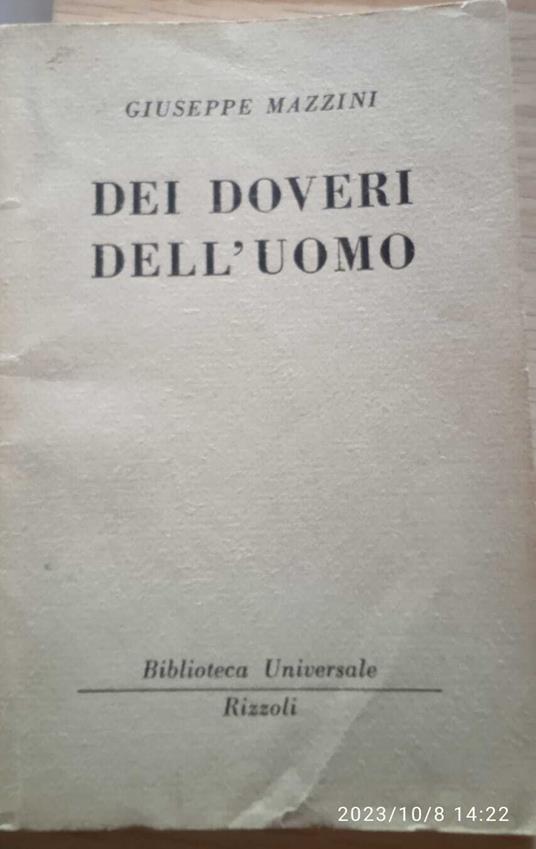 GIUSEPPE MAZZINI
DEI DOVERI
DELL'UOMO
Biblioteca Universale
Rizzoli
2023/10/8 14:22